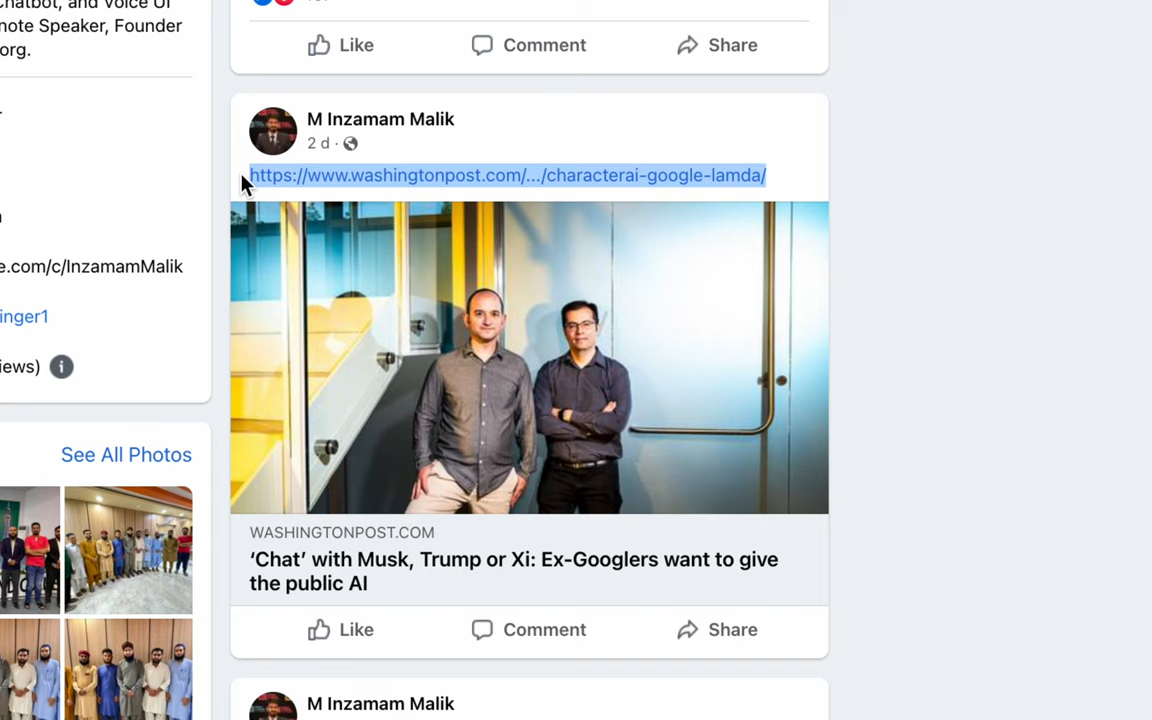 Chatbot, and Voice UI
note Speaker, Founder
org.
e.com/c/InzamamMalik
inger1
iews)
See All Photos
Like
Comment
Share
M Inzamam Malik
2 d ·
https://www.washingtonpost.com/.../characterai-google-lamda/
WASHINGTONPOST.COM
‘Chat’ with Musk, Trump or Xi: Ex-Googlers want to give
the public AI
Like
Comment
Share
M Inzamam Malik